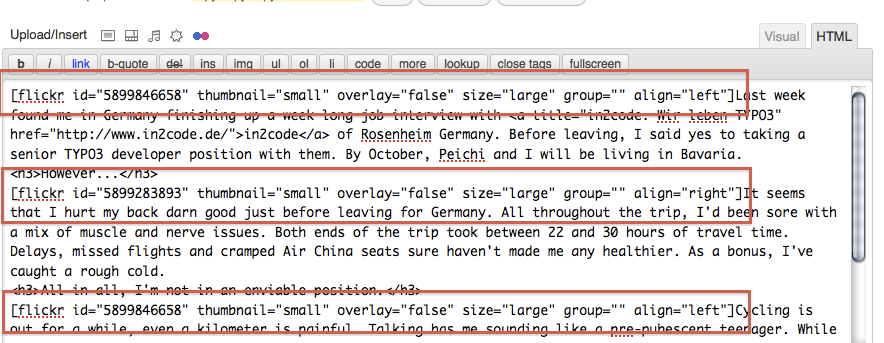 Upload/Insert
Visual
HTML
b i link b-quote del ins img ul ol li code more lookup close tags fullscreen
[flickr id="5899846658" thumbnail="small" overlay="false" size="large" group="" align="left"]Last week
found me in Germany finishing up a week long job interview with <a title="in2code. Wir leben TYPO3"
href="http://www.in2code.de/">in2code</a> of Rosenheim Germany. Before leaving, I said yes to taking a
senior TYPO3 developer position with them. By October, Peichi and I will be living in Bavaria.
<h3>However...</h3>
[flickr id="5899283893" thumbnail="small" overlay="false" size="large" group="" align="right"]It seems
that I hurt my back darn good just before leaving for Germany. All throughout the trip, I'd been sore with
a mix of muscle and nerve issues. Both ends of the trip took between 22 and 30 hours of travel time.
Delays, missed flights and cramped Air China seats sure haven't made me any healthier. As a bonus, I've
caught a rough cold.
<h3>All in all, I'm not in an enviable position.</h3>
[flickr id="5899846658" thumbnail="small" overlay="false" size="large" group="" align="left"]Cycling is
out for a while, even a kilometer is painful. Talking has me sounding like a pre-pubescent teenager. While